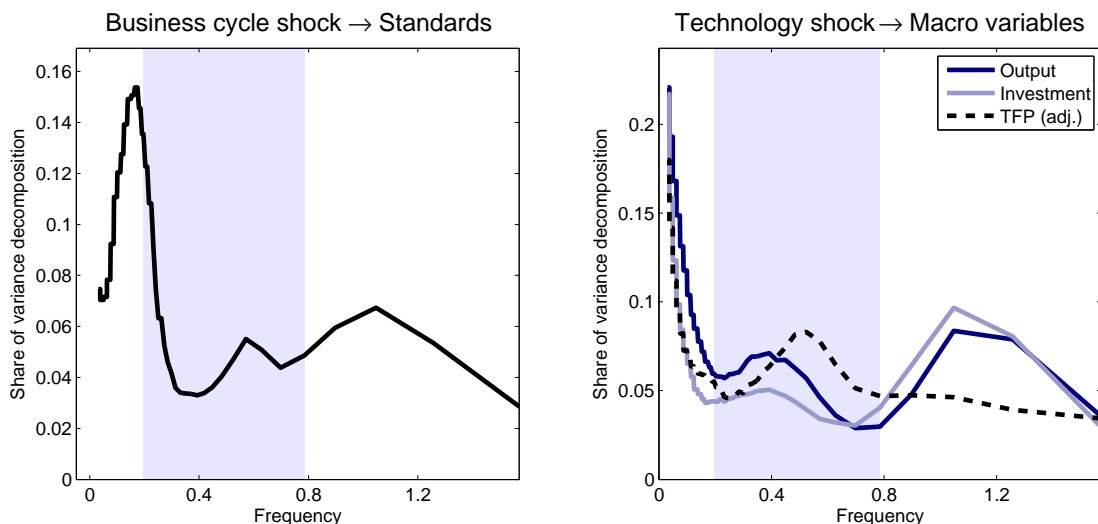 Business cycle shock → Standards
Share of variance decomposition
0.16
0.14
0.12
0.1
0.08
0.06
0.04
0.02
0
0
0.4
0.8
1.2
Frequency
Technology shock → Macro variables
Output
Investment
TFP (adj.)
Share of variance decomposition
0.2
0.15
0.1
0.05
0
0
0.4
0.8
1.2
Frequency